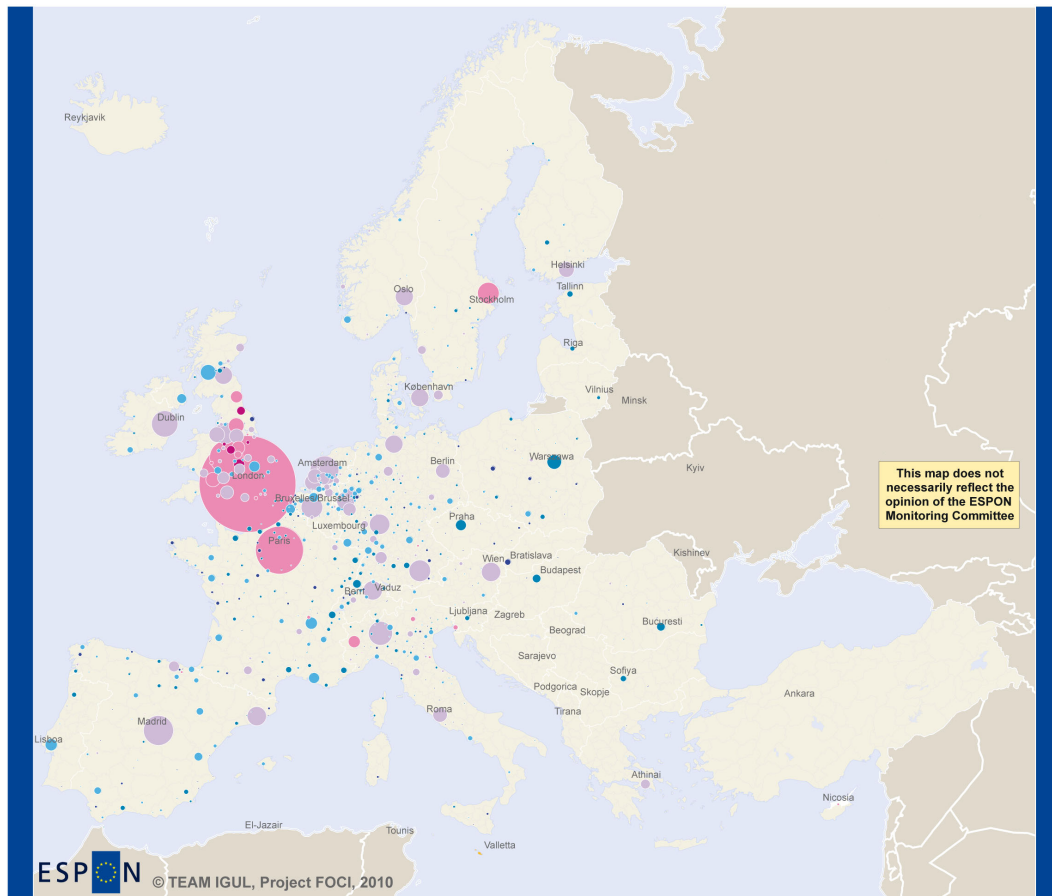 Reykjavik
Helsinki
Oslo
Tallinn
Stockholm
Riga
København
Vilnius
Minsk
Dublin
Warszawa
Amsterdam
Berlin
London
Kyiv
Bruxelles/Brussel
Praha
Luxembourg
Paris
Kishinev
Bratislava
Wien
Budapest
Bern
Vaduz
Ljubljana
Zagreb
Bucuresti
Beograd
Sarajevo
Sofiya
Podgorica
Skopje
Ankara
Tirana
Roma
Madrid
Lisboa
Athinai
Nicosia
El-Jazair
Tounis
Valletta
This map does not
necessarily reflect the
opinion of the ESPON
Monitoring Committee
ESPON
© TEAM IGUL, Project FOCI, 2010